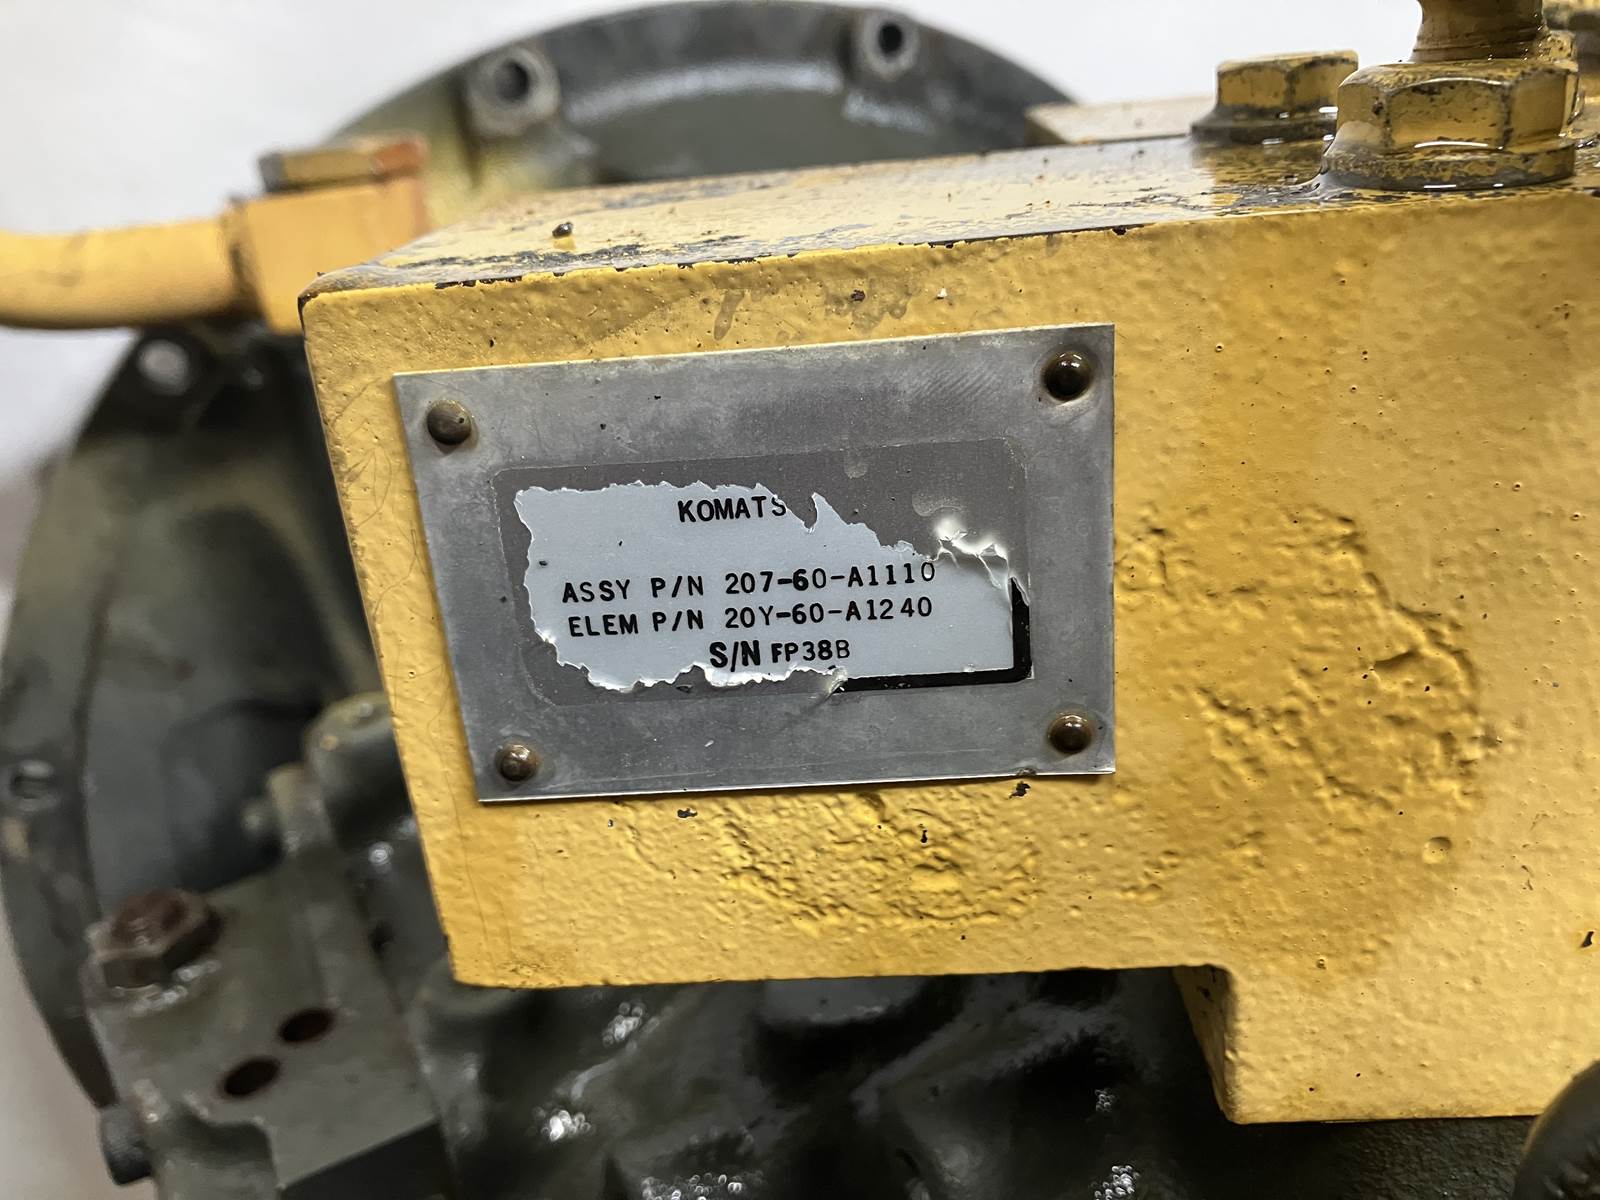 KOMATS
ASSY P/N 207-60-A1110
ELEM P/N 20Y-60-A1240
S/N FP38B